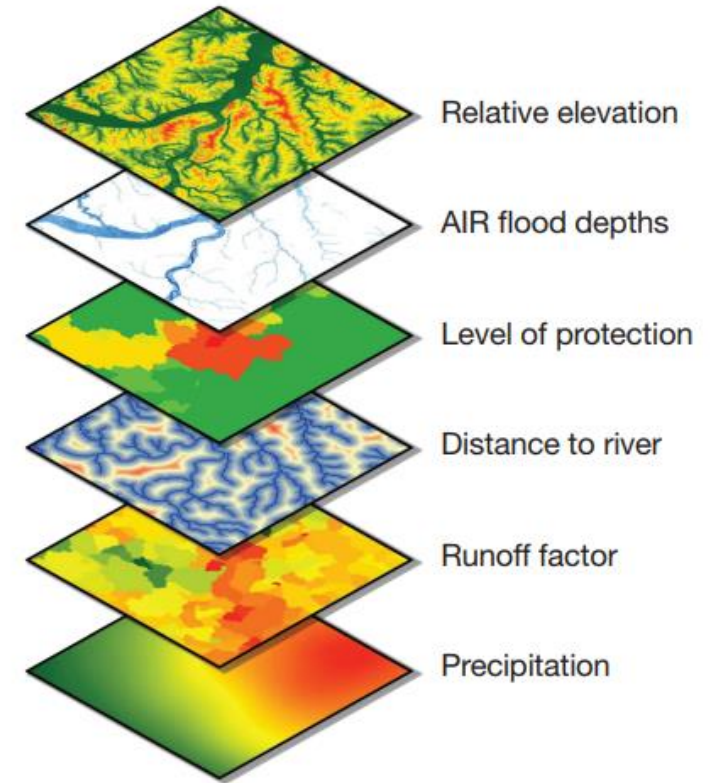 Relative elevation
AIR flood depths
Level of protection
Distance to river
Runoff factor
Precipitation